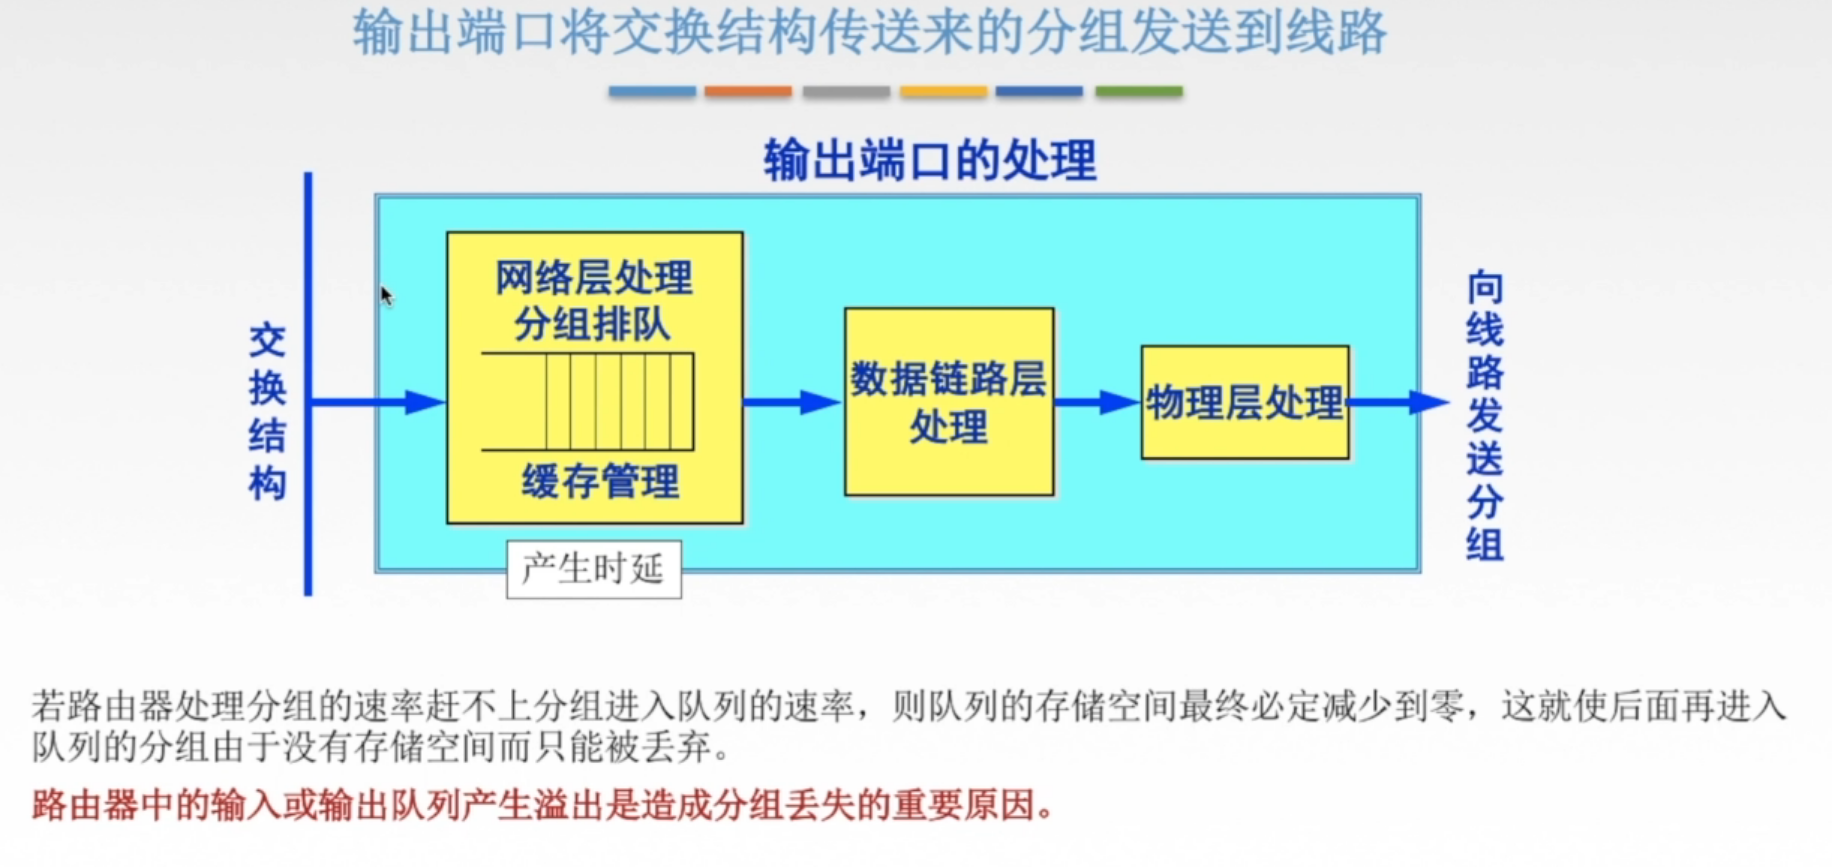 输出端口将交换结构传送来的分组发送到线路
输出端口的处理
交换结构
网络层处理
分组排队
缓存管理
产生时延
数据链路层
处理
物理层处理
向线路发送分组
若路由器处理分组的速率赶不上分组进入队列的速率，则队列的存储空间最终必定减少到零，这就使后面再进入
队列的分组由于没有存储空间而只能被丢弃。
路由器中的输入或输出队列产生溢出是造成分组丢失的重要原因。